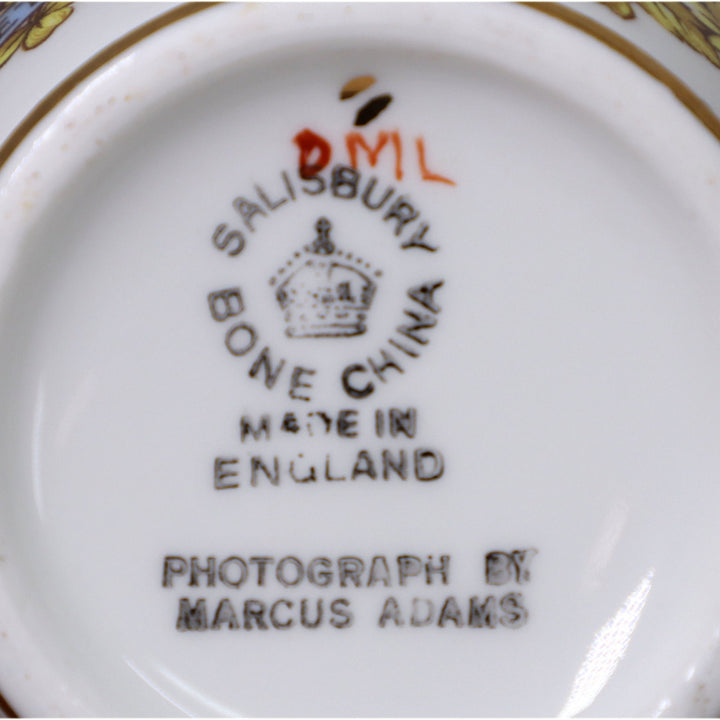 DML
SALISBURY
BONE CHINA
MADE IN
ENGLAND
PHOTOGRAPH BY
MARCUS ADAMS